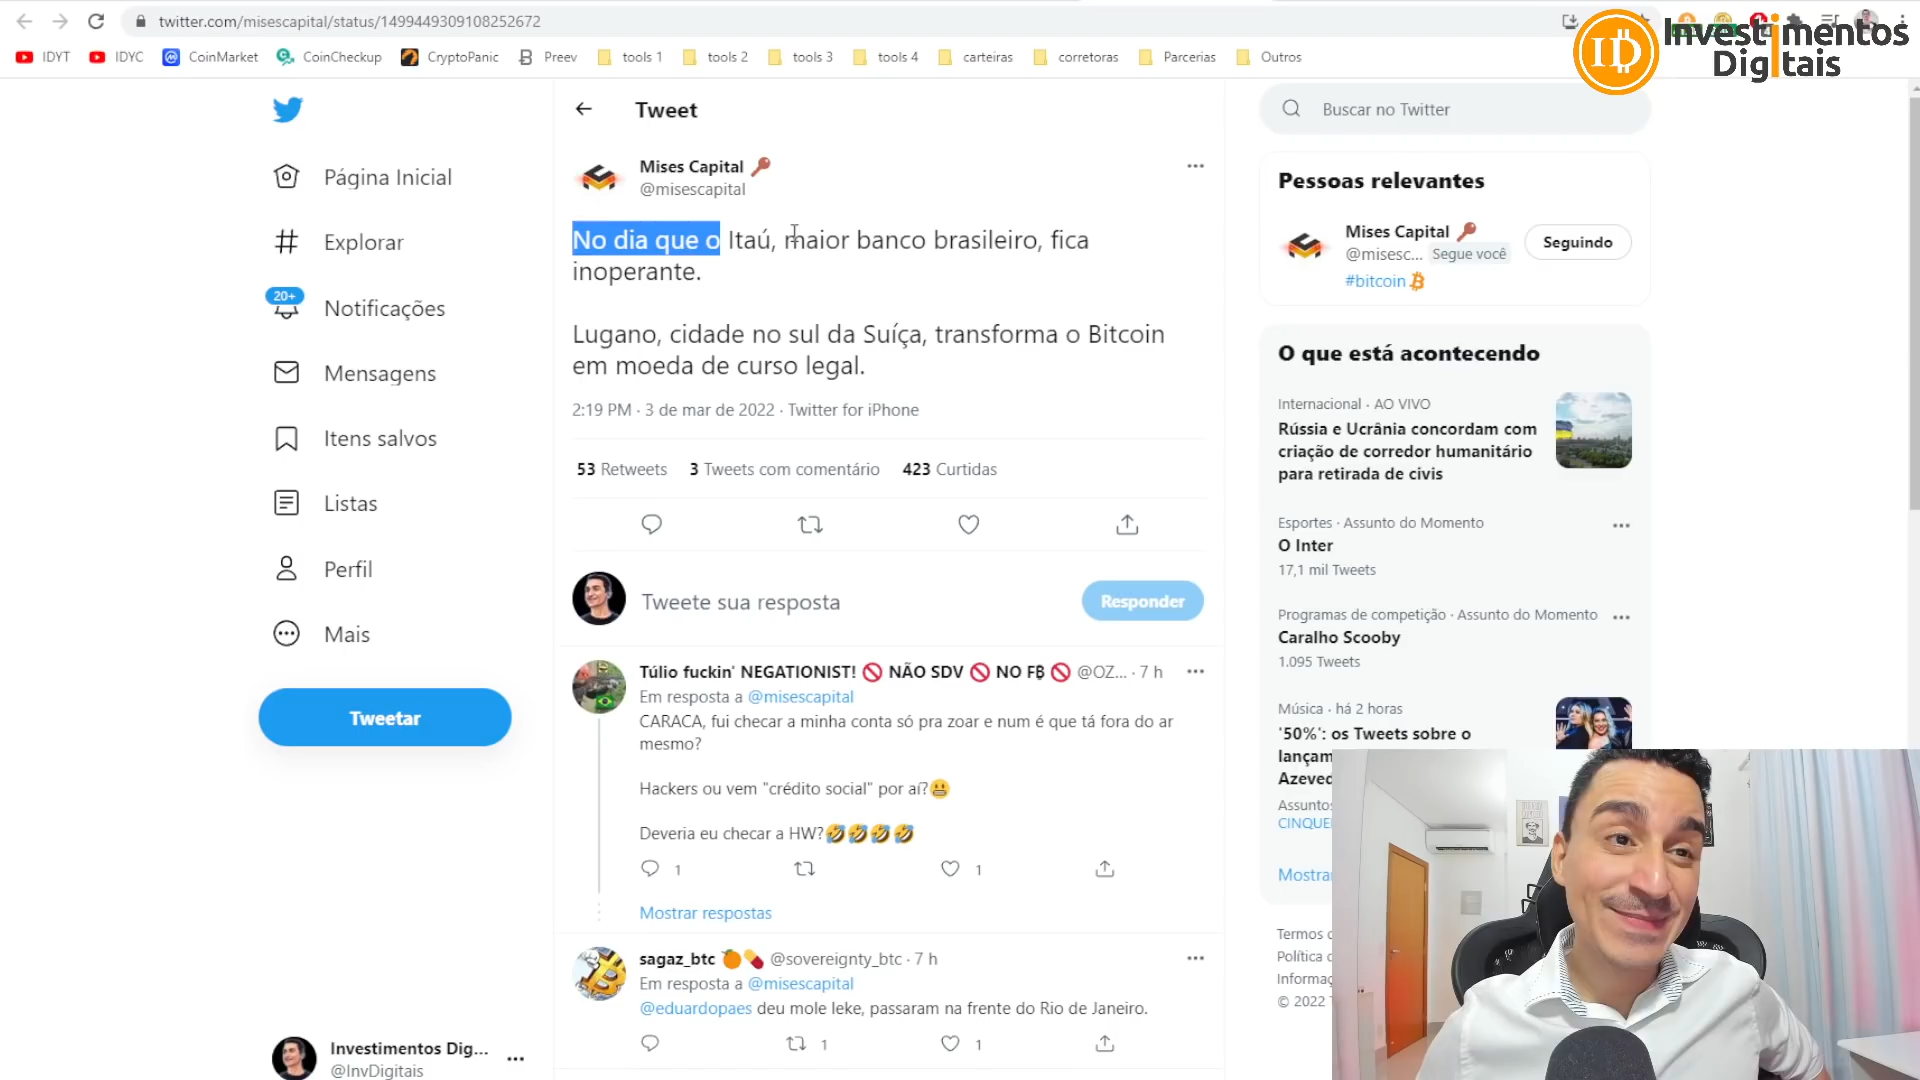 twitter.com/misescapital/status/1499449309108252672
IDYT
IDYC
CoinMarket
CoinCheckup
CryptoPanic
Preev
tools 1
tools 2
tools 3
tools 4
carteiras
corretoras
Parcerias
Outros
ID
Investimentos
Digitais
Página Inicial
Explorar
20+
Notificações
Mensagens
Itens salvos
Listas
Perfil
Mais
Tweetar
Investimentos Dig...
@InvDigitais
Tweet
Mises Capital
@misescapital
No dia que o Itaú, maior banco brasileiro, fica
inoperante.
Lugano, cidade no sul da Suíça, transforma o Bitcoin
em moeda de curso legal.
2:19 PM · 3 de mar de 2022 · Twitter for iPhone
53 Retweets 3 Tweets com comentário 423 Curtidas
Tweete sua resposta
Responder
Túlio fuckin' NEGATIONIST! 🚫 NÃO SDV 🚫 NO F₿ 🚫 @OZ... · 7 h
Em resposta a @misescapital
CARACA, fui checar a minha conta só pra zoar e num é que tá fora do ar
mesmo?
Hackers ou vem "crédito social" por aí?😬
Deveria eu checar a HW?🤣🤣🤣🤣
1
1
Mostrar respostas
sagaz_btc 🍊💊 @sovereignty_btc · 7 h
Em resposta a @misescapital
@eduardopaes deu mole leke, passaram na frente do Rio de Janeiro.
1
1
Buscar no Twitter
Pessoas relevantes
Mises Capital
@misesc... Segue você
#bitcoin
Seguindo
O que está acontecendo
Internacional · AO VIVO
Rússia e Ucrânia concordam com
criação de corredor humanitário
para retirada de civis
Esportes · Assunto do Momento
O Inter
17,1 mil Tweets
Programas de competição · Assunto do Momento
Caralho Scooby
1.095 Tweets
Música · há 2 horas
'50%': os Tweets sobre o
lançam
Azeved
Assuntos
CINQUE
Mostra
Termos
Política
Informaç
© 2022